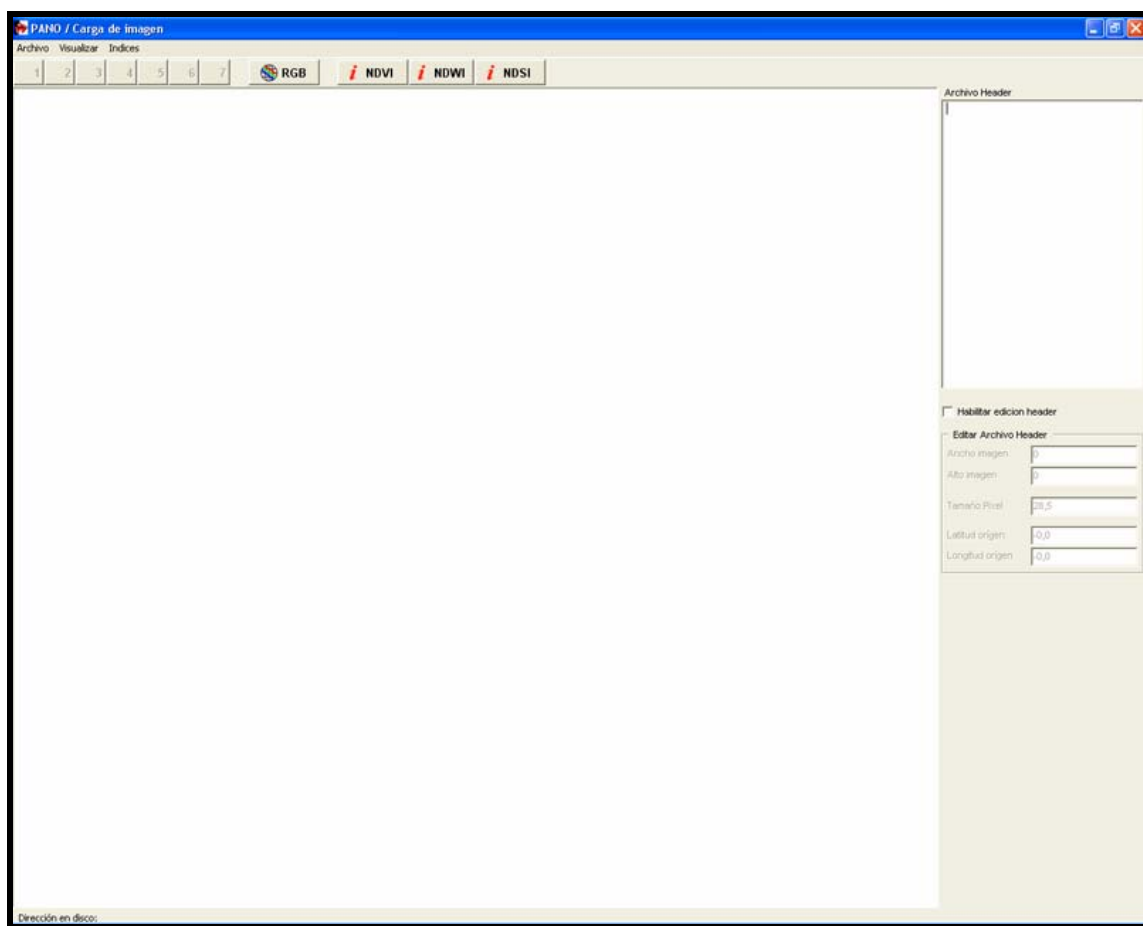 PANO / Carga de imagen
Archivo Visualizar Indices
1 2 3 4 5 6 7 RGB i NDVI i NDWI i NDSI
Archivo Header
Habilitar edicion header
Editar Archivo Header
Ancho imagen 0
Alto imagen 0
Tamaño Pixel 28,5
Latitud origen -0,0
Longitud origen -0,0
Dirección en disco: